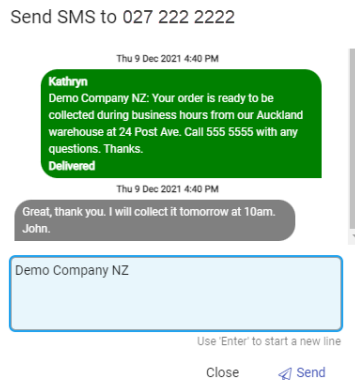 Send SMS to 027 222 2222
Thu 9 Dec 2021 4:40 PM
Kathryn
Demo Company NZ: Your order is ready to be
collected during business hours from our Auckland
warehouse at 24 Post Ave. Call 555 5555 with any
questions. Thanks.
Delivered
Thu 9 Dec 2021 4:40 PM
Great, thank you. I will collect it tomorrow at 10am.
John.
Demo Company NZ
Use 'Enter' to start a new line
Close
Send